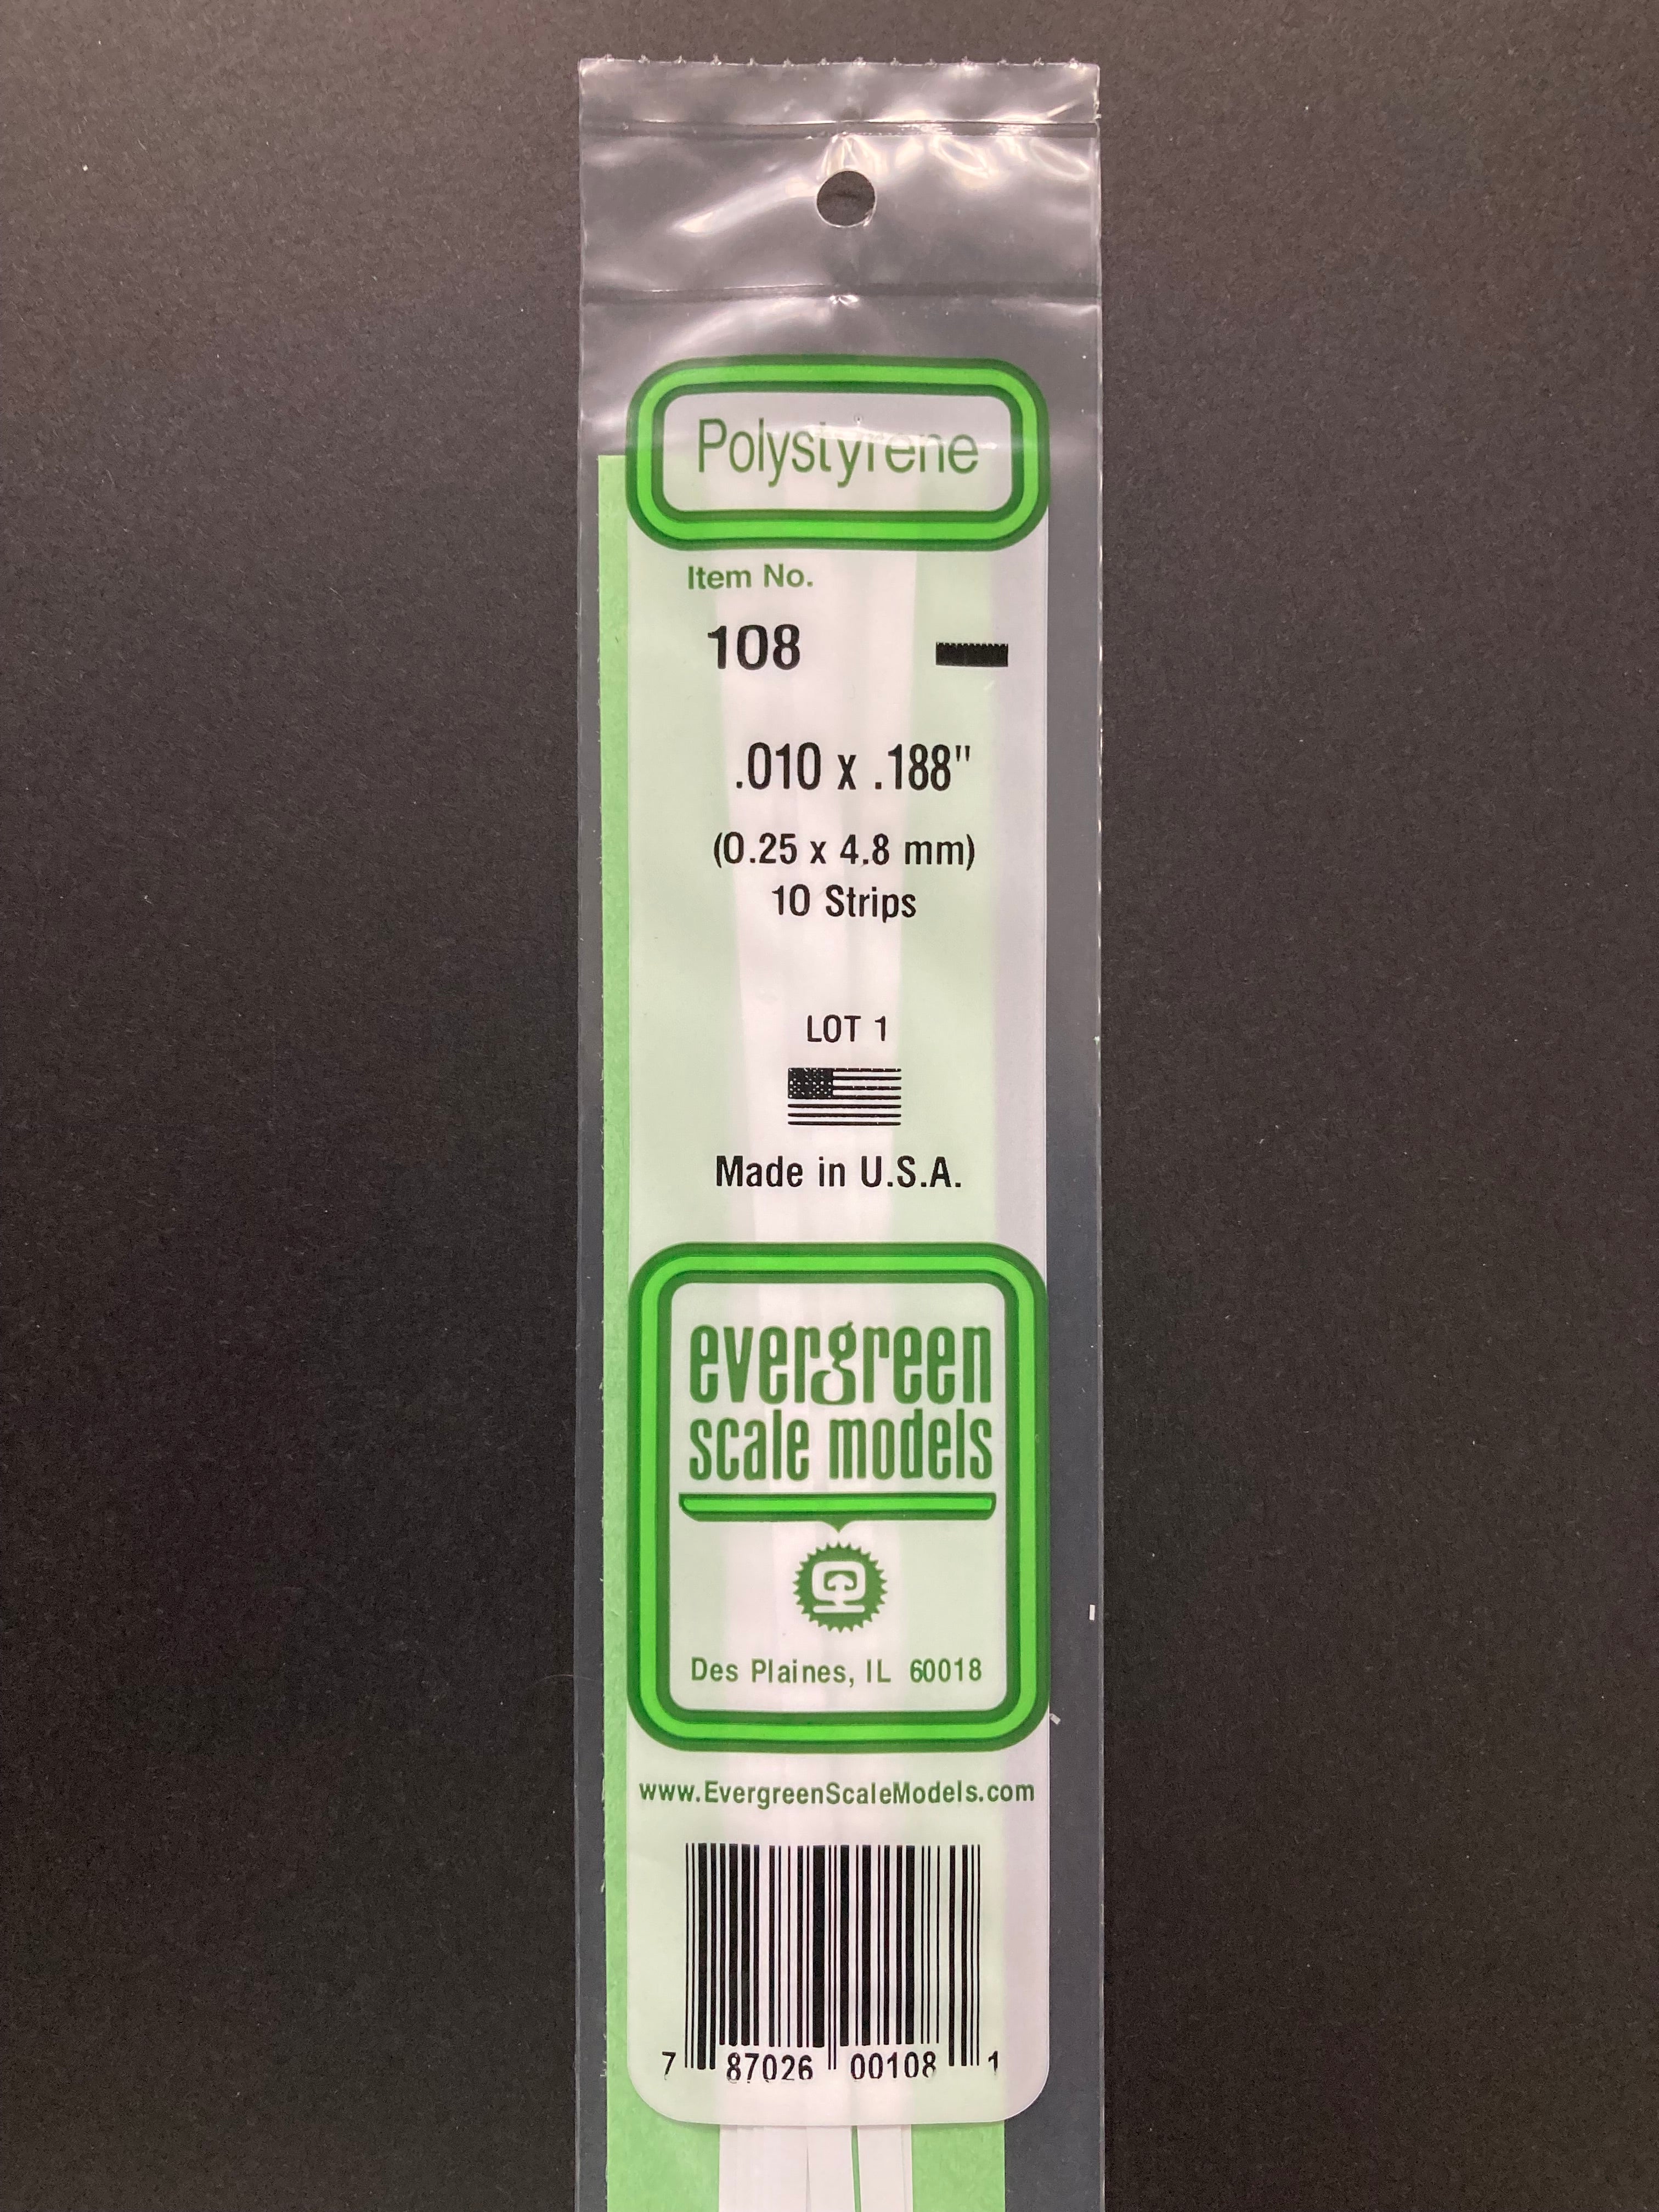 Polystyrene
Item No.
108
.010 x .188"
(0.25 x 4.8 mm)
10 Strips
LOT 1
Made in U.S.A.
evergreen
scale models
Des Plaines, IL 60018
www.EvergreenScaleModels.com
7 87026 00108 1